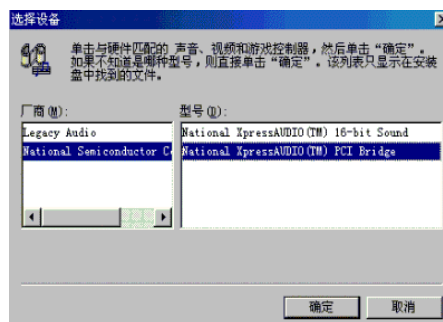 选择设备
单击与硬件匹配的 声音、视频和游戏控制器，然后单击“确定”。
如果不知道是哪种型号，则直接单击“确定”。该列表只显示在安装
盘中找到的文件。
厂商(M):
型号(D):
Legacy Audio
National XpressAUDIO(TM) 16-bit Sound
National Semiconductor C
National XpressAUDIO(TM) PCI Bridge
确定
取消